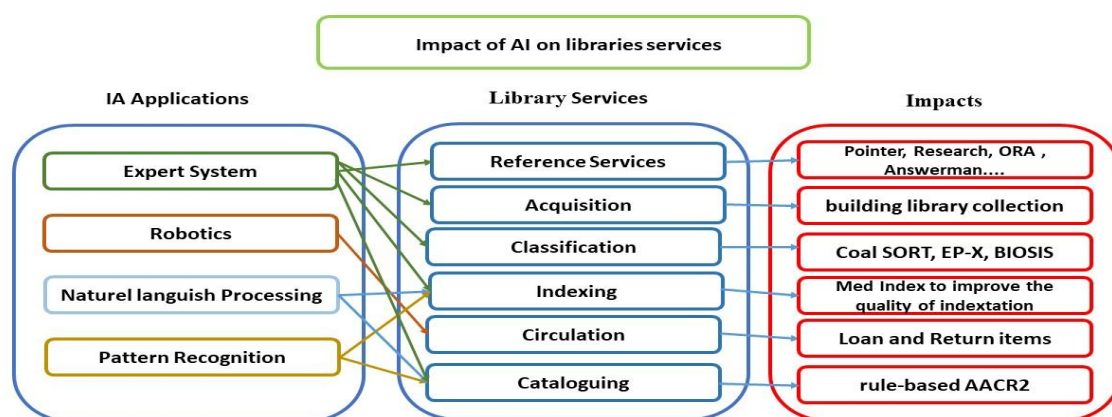 Impact of AI on libraries services
IA Applications
Library Services
Impacts
Expert System
Robotics
Naturel languish Processing
Pattern Recognition
Reference Services
Acquisition
Classification
Indexing
Circulation
Cataloguing
Pointer, Research, ORA ,
Answerman....
building library collection
Coal SORT, EP-X, BIOSIS
Med Index to improve the
quality of indextation
Loan and Return items
rule-based AACR2